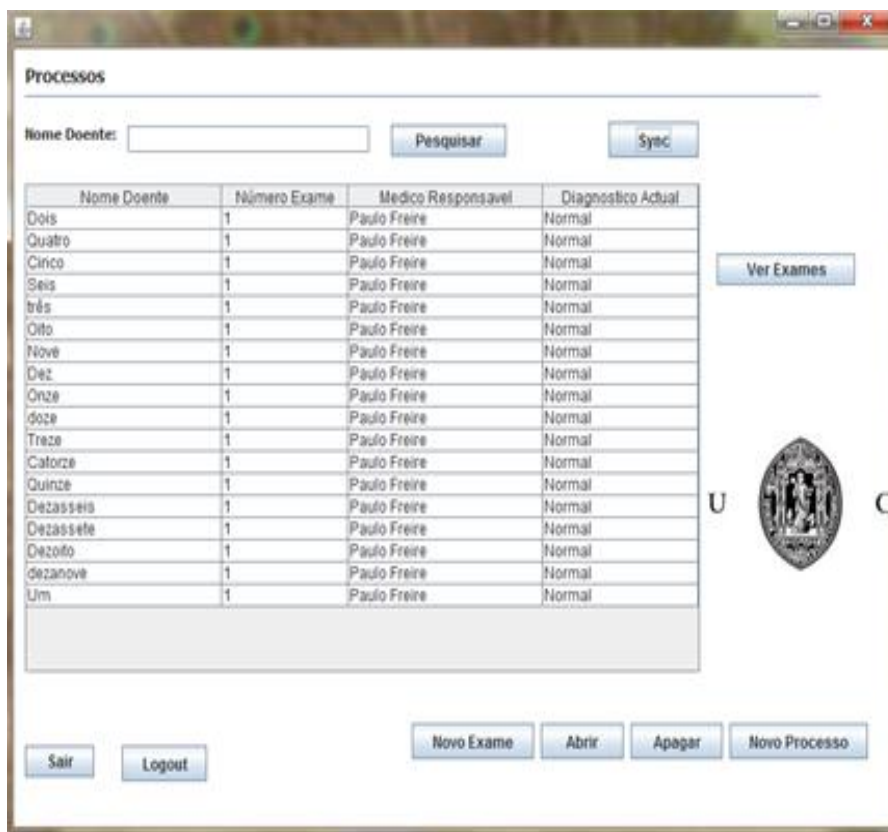 Processos
Nome Doente: Pesquisar Sync
Nome Doente Número Exame Medico Responsavel Diagnostico Actual
Dois 1 Paulo Freire Normal
Quatro 1 Paulo Freire Normal
Cinco 1 Paulo Freire Normal
Seis 1 Paulo Freire Normal
três 1 Paulo Freire Normal
Oito 1 Paulo Freire Normal
Nove 1 Paulo Freire Normal
Dez 1 Paulo Freire Normal
Onze 1 Paulo Freire Normal
doze 1 Paulo Freire Normal
Treze 1 Paulo Freire Normal
Catorze 1 Paulo Freire Normal
Quinze 1 Paulo Freire Normal
Dezasseis 1 Paulo Freire Normal
Dezassete 1 Paulo Freire Normal
Dezoito 1 Paulo Freire Normal
dezanove 1 Paulo Freire Normal
Um 1 Paulo Freire Normal
Ver Exames
U C
Novo Exame Abrir Apagar Novo Processo
Sair Logout